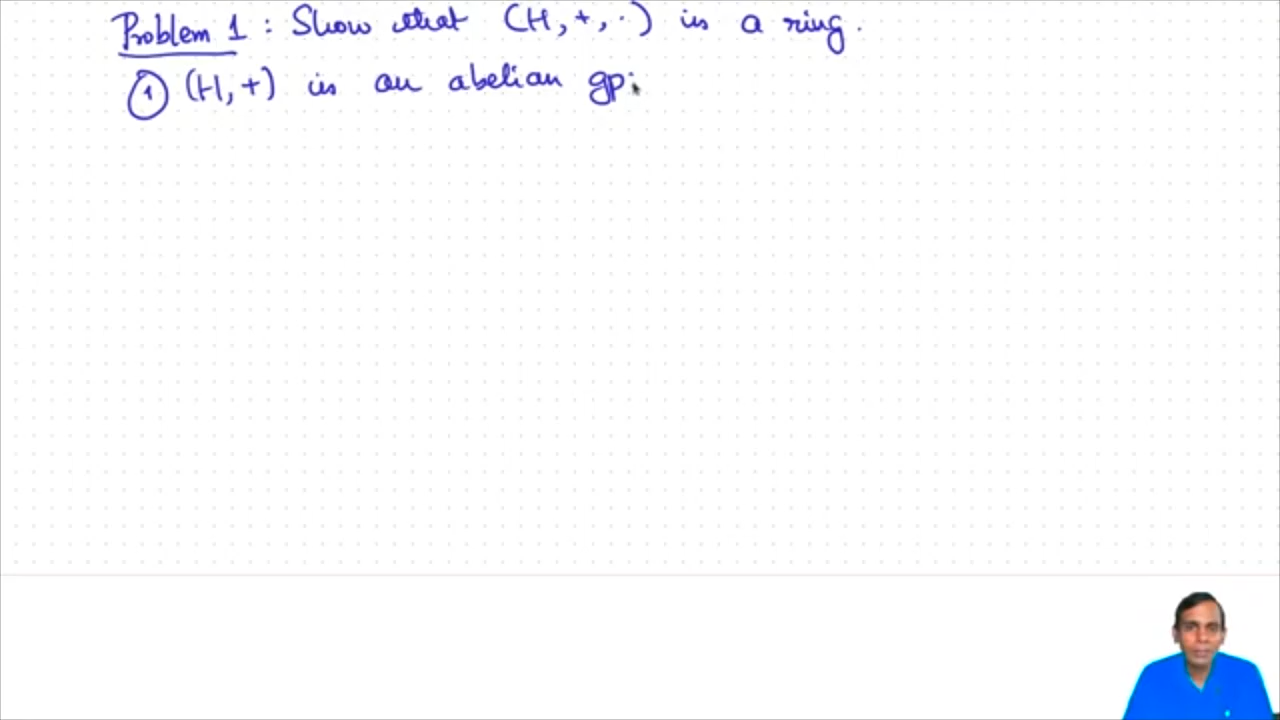 Problem 1 : Show that (H, +, ·) is a ring.
① (H, +) is an abelian gp: